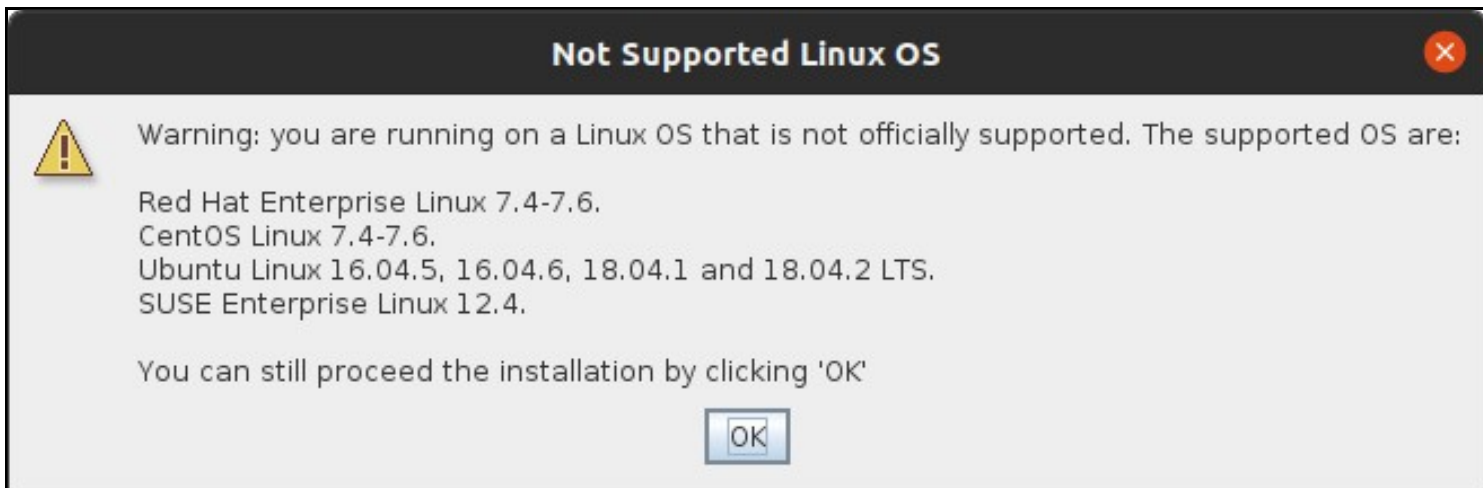 Not Supported Linux OS
Warning: you are running on a Linux OS that is not officially supported. The supported OS are:
Red Hat Enterprise Linux 7.4-7.6.
CentOS Linux 7.4-7.6.
Ubuntu Linux 16.04.5, 16.04.6, 18.04.1 and 18.04.2 LTS.
SUSE Enterprise Linux 12.4.
You can still proceed the installation by clicking 'OK'
OK